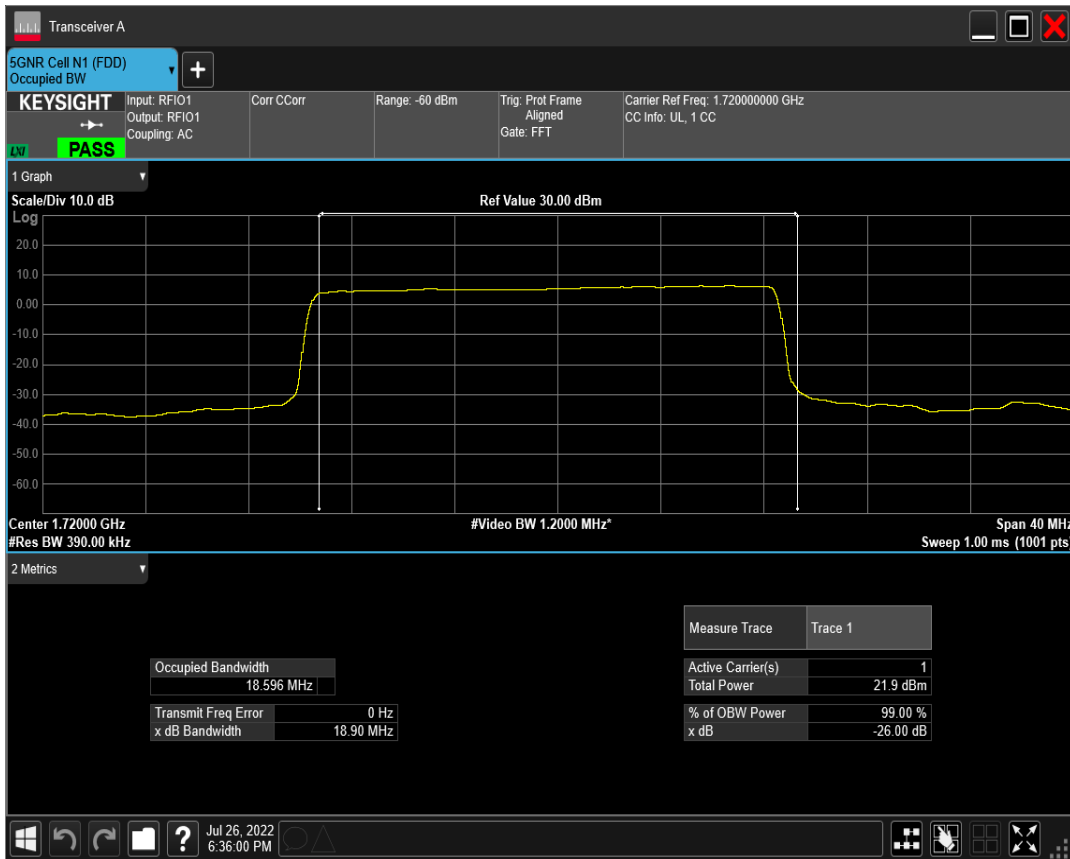 Transceiver A
5GNR Cell N1 (FDD)
Occupied BW
+
KEYSIGHT
LXI
PASS
Input: RFIO1
Output: RFIO1
Coupling: AC
Corr CCorr
Range: -60 dBm
Trig: Prot Frame
Aligned
Gate: FFT
Carrier Ref Freq: 1.720000000 GHz
CC Info: UL, 1 CC
1 Graph
Scale/Div 10.0 dB
Ref Value 30.00 dBm
Log
20.0
10.0
0.00
-10.0
-20.0
-30.0
-40.0
-50.0
-60.0
Center 1.72000 GHz
#Video BW 1.2000 MHz*
Span 40 MHz
#Res BW 390.00 kHz
Sweep 1.00 ms (1001 pts)
2 Metrics
Measure Trace
Trace 1
Occupied Bandwidth
18.596 MHz
Active Carrier(s)
1
Total Power
21.9 dBm
Transmit Freq Error
0 Hz
x dB Bandwidth
18.90 MHz
% of OBW Power
99.00 %
x dB
-26.00 dB
?
Jul 26, 2022
6:36:00 PM